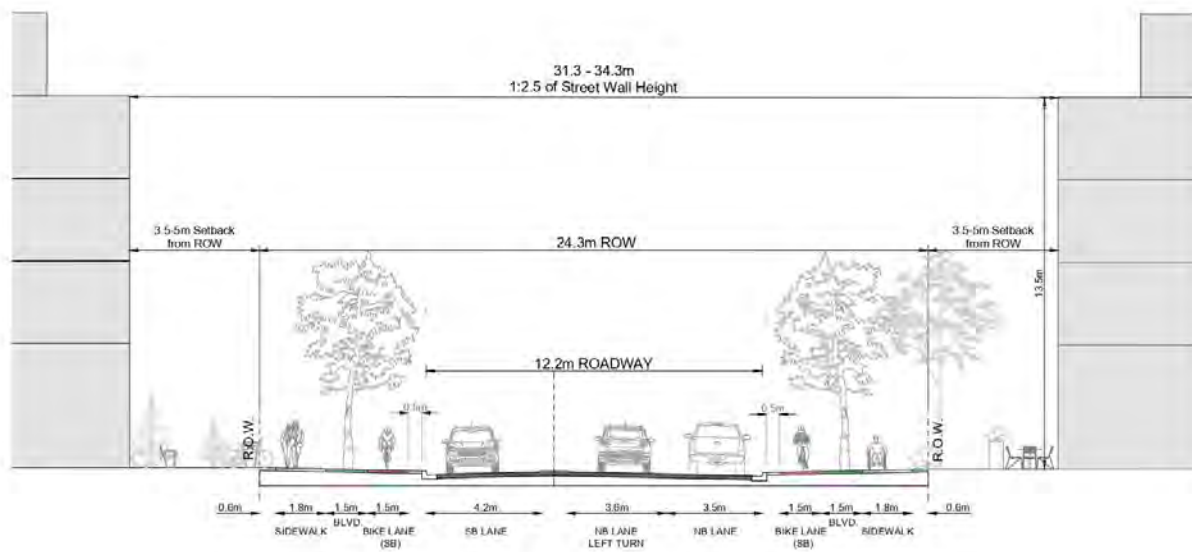 31.3 - 34.3m
1:2.5 of Street Wall Height
3.5-5m Setback
from ROW
24.3m ROW
3.5-5m Setback
from ROW
13.5m
12.2m ROADWAY
0.5m
0.5m
R.O.W.
R.O.W.
0.6m
1.8m
1.5m
1.5m
4.2m
3.6m
3.5m
1.5m
1.5m
1.8m
0.6m
SIDEWALK
BLVD.
BIKE LANE
(SB)
SB LANE
NB LANE
LEFT TURN
NB LANE
BIKE LANE
(SB)
BLVD.
SIDEWALK